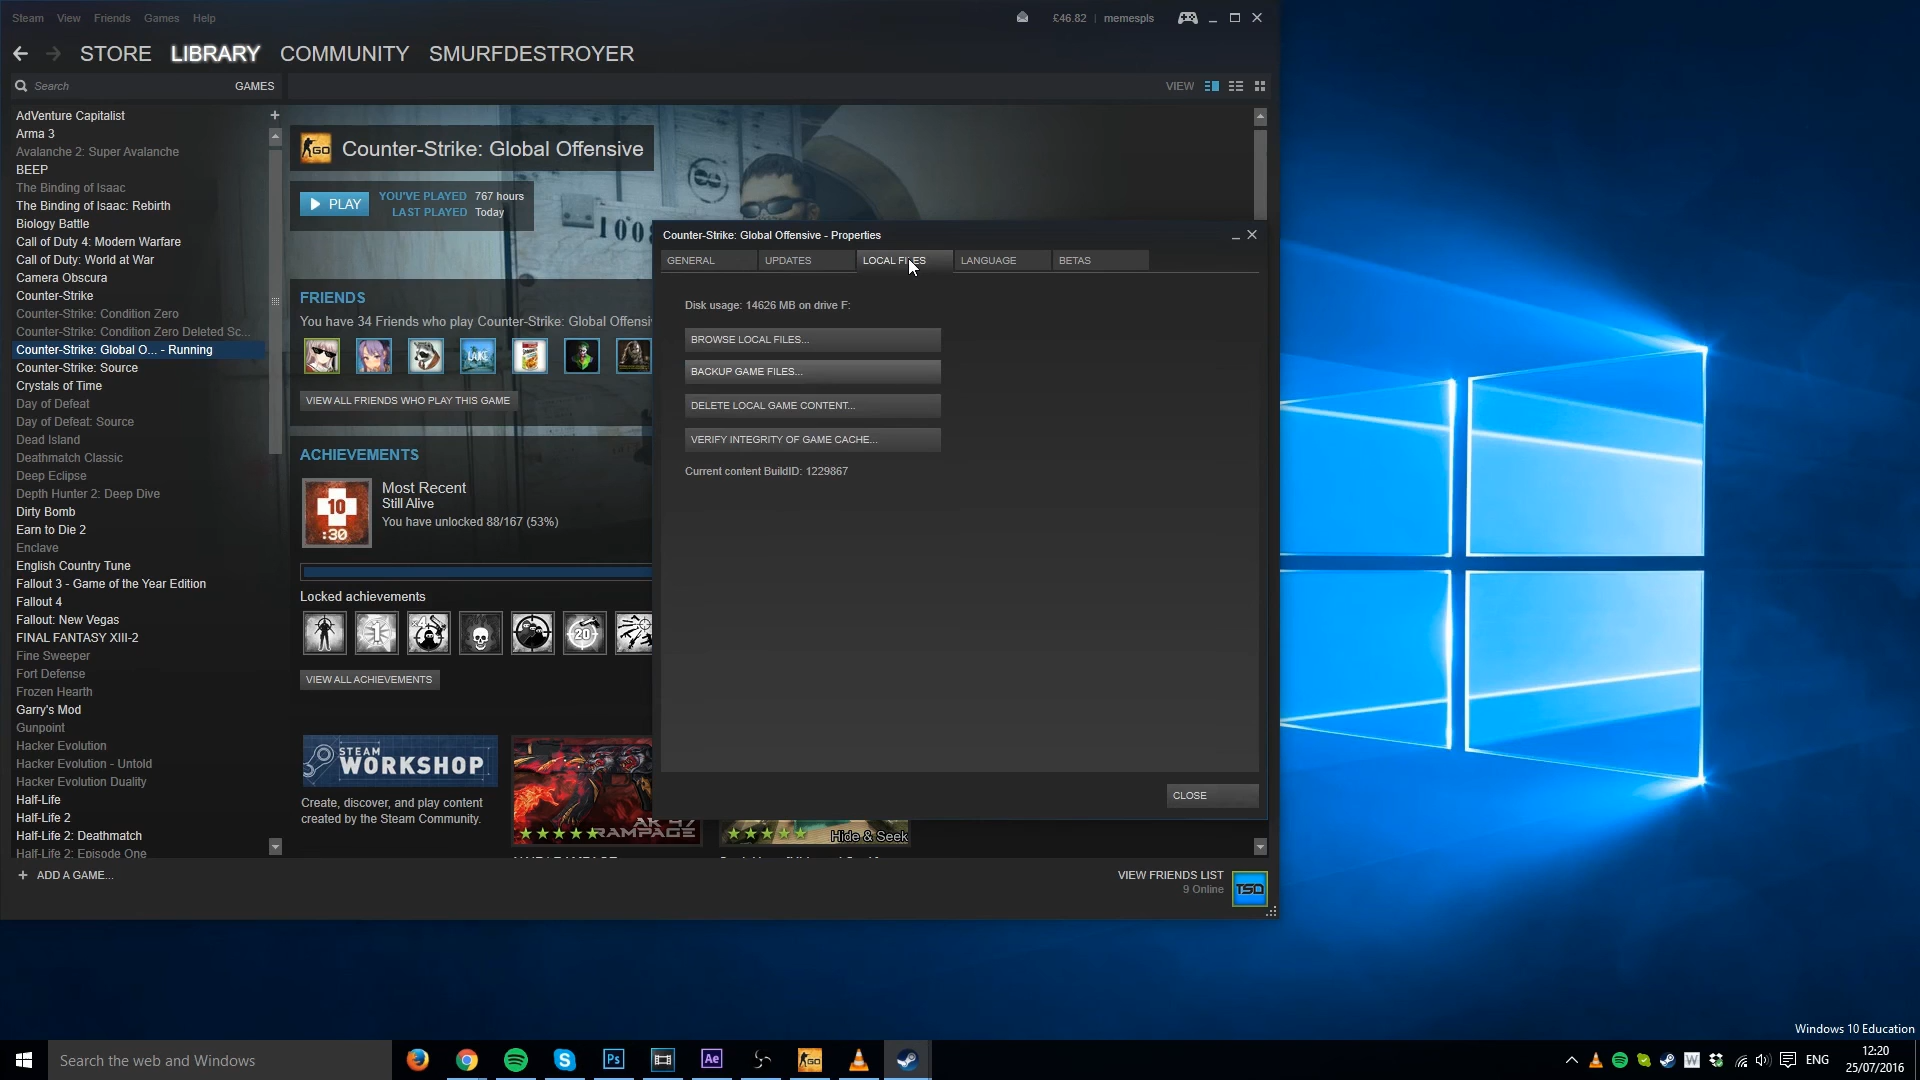 Steam View Friends Games Help
£46.82 | memespls
STORE LIBRARY COMMUNITY SMURFDESTROYER
Search GAMES
VIEW
AdVenture Capitalist
Arma 3
Avalanche 2: Super Avalanche
BEEP
The Binding of Isaac
The Binding of Isaac: Rebirth
Biology Battle
Call of Duty 4: Modern Warfare
Call of Duty: World at War
Camera Obscura
Counter-Strike
Counter-Strike: Condition Zero
Counter-Strike: Condition Zero Deleted Sc...
Counter-Strike: Global O... - Running
Counter-Strike: Source
Crystals of Time
Day of Defeat
Day of Defeat: Source
Dead Island
Deathmatch Classic
Deep Eclipse
Depth Hunter 2: Deep Dive
Dirty Bomb
Earn to Die 2
Enclave
English Country Tune
Fallout 3 - Game of the Year Edition
Fallout 4
Fallout: New Vegas
FINAL FANTASY XIII-2
Fine Sweeper
Fort Defense
Frozen Hearth
Garry's Mod
Gunpoint
Hacker Evolution
Hacker Evolution - Untold
Hacker Evolution Duality
Half-Life
Half-Life 2
Half-Life 2: Deathmatch
Half-Life 2: Episode One
+ ADD A GAME...
GO
Counter-Strike: Global Offensive
PLAY
YOU'VE PLAYED 767 hours
LAST PLAYED Today
FRIENDS
You have 34 Friends who play Counter-Strike: Global Offensi
VIEW ALL FRIENDS WHO PLAY THIS GAME
ACHIEVEMENTS
10
:30
Most Recent
Still Alive
You have unlocked 88/167 (53%)
Locked achievements
1
20
VIEW ALL ACHIEVEMENTS
STEAM
WORKSHOP
Create, discover, and play content
created by the Steam Community.
AK 47
RAMPAGE
Hide & Seek
Counter-Strike: Global Offensive - Properties
GENERAL UPDATES LOCAL FILES LANGUAGE BETAS
Disk usage: 14626 MB on drive F:
BROWSE LOCAL FILES...
BACKUP GAME FILES...
DELETE LOCAL GAME CONTENT...
VERIFY INTEGRITY OF GAME CACHE...
Current content BuildID: 1229867
CLOSE
VIEW FRIENDS LIST
9 Online
TSD
Windows 10 Education
Search the web and Windows
Ps
Ae
GO
W
ENG
12:20
25/07/2016